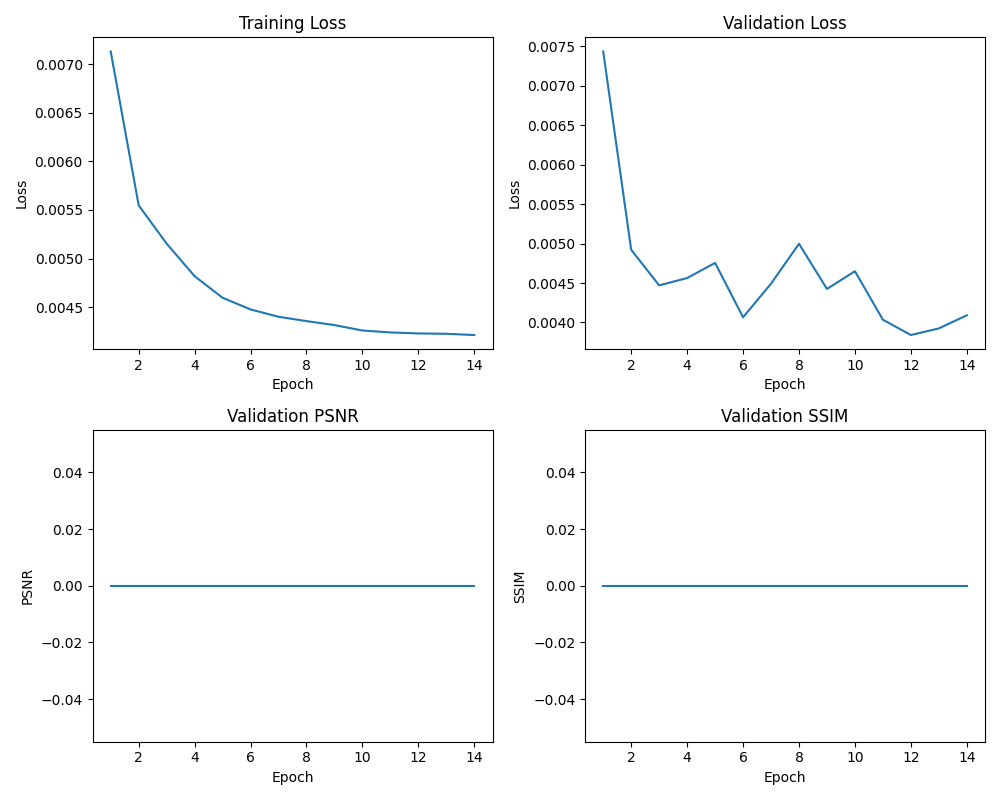 Training Loss
Loss
0.0070
0.0065
0.0060
0.0055
0.0050
0.0045
2 4 6 8 10 12 14
Epoch
Validation Loss
Loss
0.0075
0.0070
0.0065
0.0060
0.0055
0.0050
0.0045
0.0040
2 4 6 8 10 12 14
Epoch
Validation PSNR
PSNR
0.04
0.02
0.00
−0.02
−0.04
2 4 6 8 10 12 14
Epoch
Validation SSIM
SSIM
0.04
0.02
0.00
−0.02
−0.04
2 4 6 8 10 12 14
Epoch